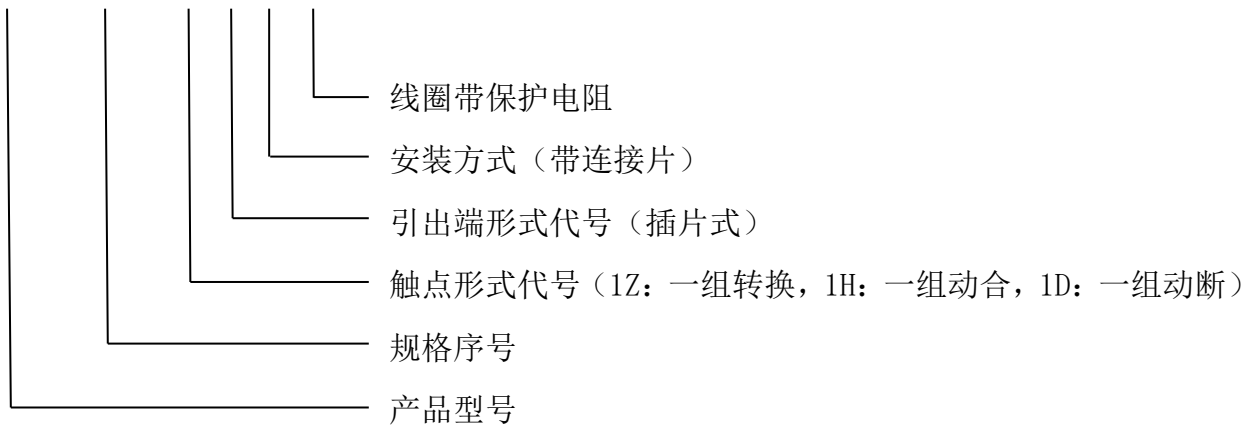 线圈带保护电阻
安装方式（带连接片）
引出端形式代号（插片式）
触点形式代号（1Z：一组转换，1H：一组动合，1D：一组动断）
规格序号
产品型号